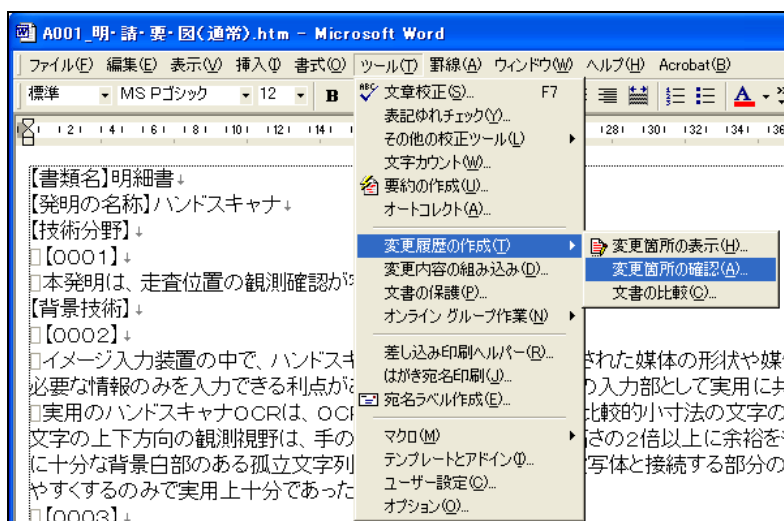 A001_明・請・要・図(通常).htm - Microsoft Word
ファイル(F) 編集(E) 表示(V) 挿入(I) 書式(O) ツール(T) 罫線(A) ウィンドウ(W) ヘルプ(H) Acrobat(B)
標準 MS Pゴシック 12 B A
文章校正(S)... F7
表記ゆれチェック(Y)...
その他の校正ツール(L)
文字カウント(W)...
要約の作成(U)...
オートコレクト(A)...
変更履歴の作成(T)
変更内容の組み込み(D)...
文書の保護(P)...
オンライン グループ作業(N)
差し込み印刷ヘルパー(R)...
はがき宛名印刷(J)...
宛名ラベル作成(E)...
マクロ(M)
テンプレートとアドイン(I)...
ユーザー設定(C)...
オプション(O)...
変更箇所の表示(H)...
変更箇所の確認(A)...
文書の比較(C)...
2 4 6 8 10 12 14 28 30 32 34 36
【書類名】明細書↓
【発明の名称】ハンドスキャナ↓
【技術分野】↓
【0001】↓
本発明は、走査位置の観測確認が
【背景技術】↓
【0002】↓
イメージ入力装置の中で、ハンドスキ された媒体の形状や媒
必要な情報のみを入力できる利点が の入力部として実用に共
実用のハンドスキャナOCRは、OCR 比較的小寸法の文字の
文字の上下方向の観測視野は、手の さの2倍以上に余裕を
に十分な背景白部のある孤立文字列 写体と接続する部分の
やすくするのみで実用上十分であった
【0003】↓